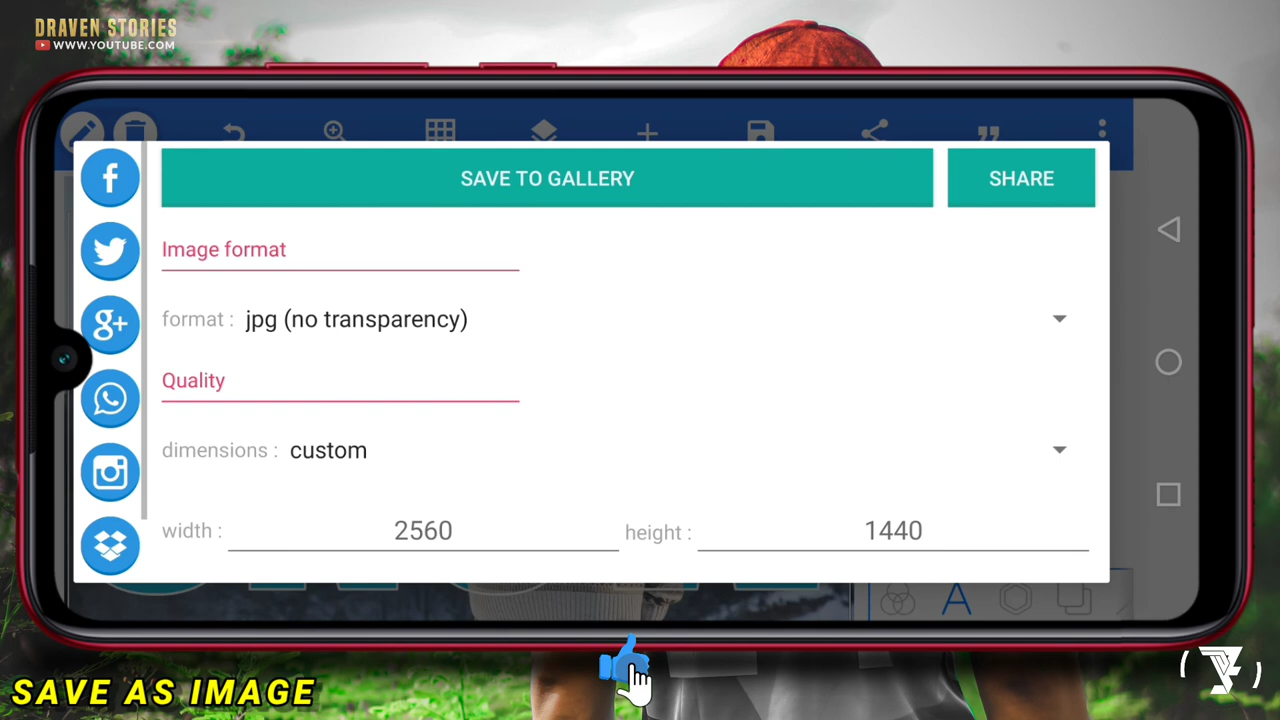 DRAVEN STORIES
WWW.YOUTUBE.COM
SAVE TO GALLERY
SHARE
Image format
format : jpg (no transparency)
Quality
dimensions : custom
width : 2560 height : 1440
SAVE AS IMAGE